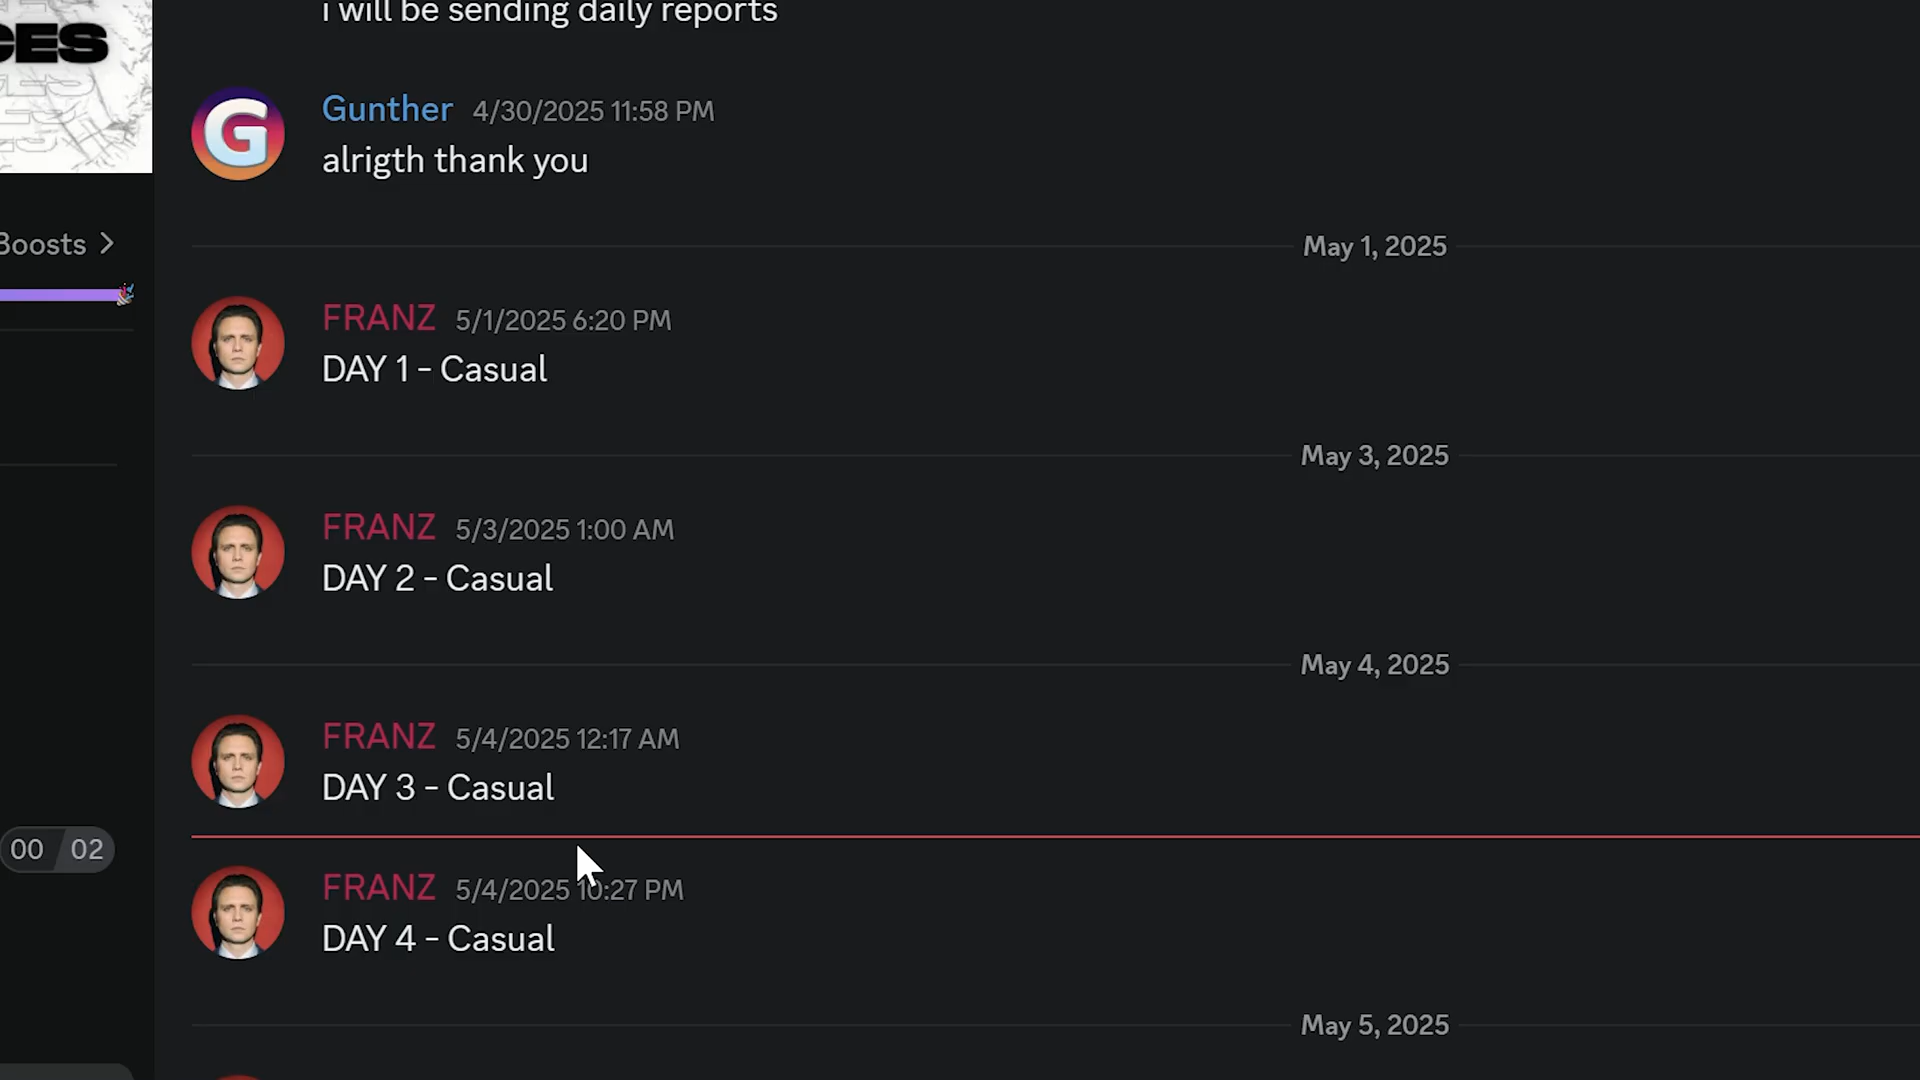 i will be sending daily reports
CES
Gunther 4/30/2025 11:58 PM
alrigth thank you
Boosts
May 1, 2025
FRANZ 5/1/2025 6:20 PM
DAY 1 - Casual
May 3, 2025
FRANZ 5/3/2025 1:00 AM
DAY 2 - Casual
May 4, 2025
FRANZ 5/4/2025 12:17 AM
DAY 3 - Casual
00 02
FRANZ 5/4/2025 10:27 PM
DAY 4 - Casual
May 5, 2025